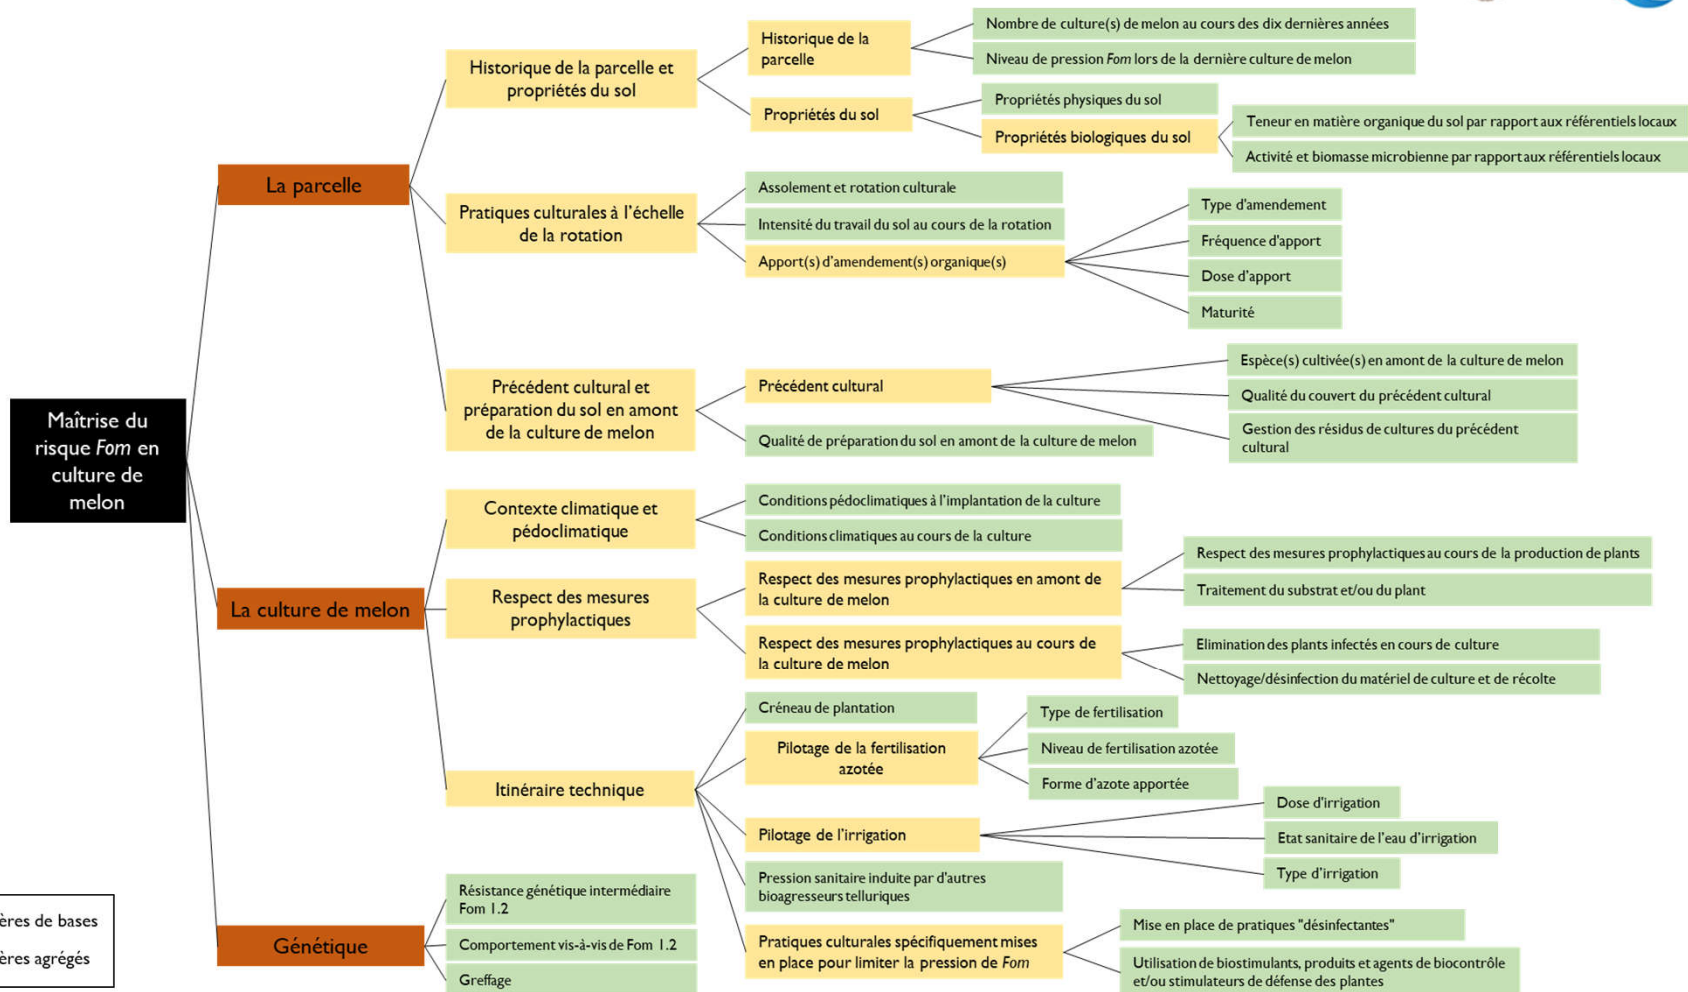 Maîtrise du
risque Fom en
culture de
melon
La parcelle
Historique de la parcelle et
propriétés du sol
Historique de la
parcelle
Nombre de culture(s) de melon au cours des dix dernières années
Niveau de pression Fom lors de la dernière culture de melon
Propriétés du sol
Propriétés physiques du sol
Propriétés biologiques du sol
Teneur en matière organique du sol par rapport aux référentiels locaux
Activité et biomasse microbienne par rapport aux référentiels locaux
Pratiques culturales à l'échelle
de la rotation
Assolement et rotation culturale
Intensité du travail du sol au cours de la rotation
Apport(s) d'amendement(s) organique(s)
Type d'amendement
Fréquence d'apport
Dose d'apport
Maturité
Précédent cultural et
préparation du sol en amont
de la culture de melon
Précédent cultural
Espèce(s) cultivée(s) en amont de la culture de melon
Qualité du couvert du précédent cultural
Gestion des résidus de cultures du précédent
cultural
Qualité de préparation du sol en amont de la culture de melon
La culture de melon
Contexte climatique et
pédoclimatique
Conditions pédoclimatiques à l'implantation de la culture
Conditions climatiques au cours de la culture
Respect des mesures
prophylactiques
Respect des mesures prophylactiques en amont de
la culture de melon
Respect des mesures prophylactiques au cours de la production de plants
Traitement du substrat et/ou du plant
Respect des mesures prophylactiques au cours de
la culture de melon
Elimination des plants infectés en cours de culture
Nettoyage/désinfection du matériel de culture et de récolte
Itinéraire technique
Créneau de plantation
Pilotage de la fertilisation
azotée
Type de fertilisation
Niveau de fertilisation azotée
Forme d'azote apportée
Pilotage de l'irrigation
Dose d'irrigation
Etat sanitaire de l'eau d'irrigation
Type d'irrigation
Pression sanitaire induite par d'autres
bioagresseurs telluriques
Pratiques culturales spécifiquement mises
en place pour limiter la pression de Fom
Mise en place de pratiques "désinfectantes"
Utilisation de biostimulants, produits et agents de biocontrôle
et/ou stimulateurs de défense des plantes
Génétique
Résistance génétique intermédiaire
Fom 1.2
Comportement vis-à-vis de Fom 1.2
Greffage
ères de bases
ères agrégés